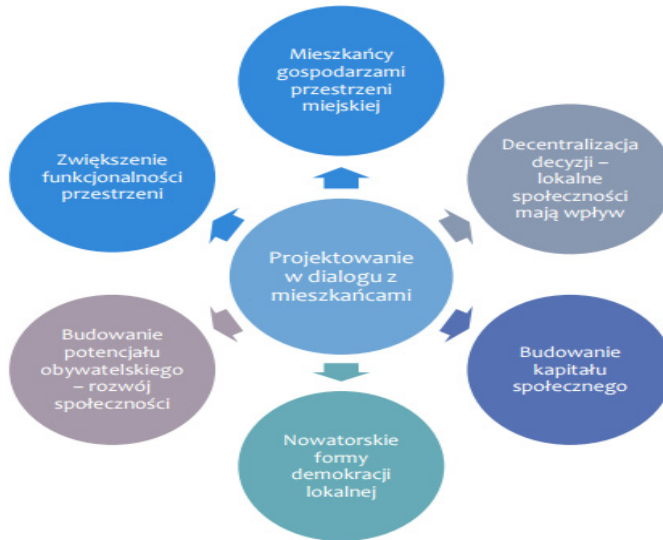 Mieszkańcy
gospodarzami
przestrzeni
miejskiej
Decentralizacja
decyzji –
lokalne
społeczności
mają wpływ
Budowanie
kapitału
społecznego
Nowatorskie
formy
demokracji
lokalnej
Budowanie
potencjału
obywatelskiego
– rozwój
społeczności
Zwiększenie
funkcjonalności
przestrzeni
Projektowanie
w dialogu z
mieszkańcami